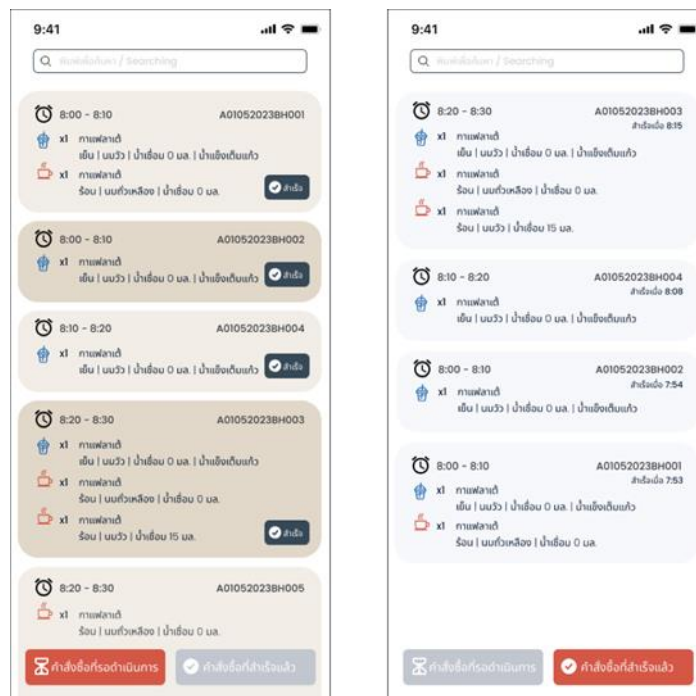 9:41
พิมพ์เพื่อค้นหา / Searching
8:00 - 8:10 A01052023BH001
x1 กาแฟลาเต้
เย็น | นมวัว | น้ำเชื่อม 0 มล. | น้ำแข็งเต็มแก้ว
x1 กาแฟลาเต้
ร้อน | นมถั่วเหลือง | น้ำเชื่อม 0 มล.
สำเร็จ
8:00 - 8:10 A01052023BH002
x1 กาแฟลาเต้
เย็น | นมวัว | น้ำเชื่อม 0 มล. | น้ำแข็งเต็มแก้ว
สำเร็จ
8:10 - 8:20 A01052023BH004
x1 กาแฟลาเต้
เย็น | นมวัว | น้ำเชื่อม 0 มล. | น้ำแข็งเต็มแก้ว
สำเร็จ
8:20 - 8:30 A01052023BH003
x1 กาแฟลาเต้
เย็น | นมวัว | น้ำเชื่อม 0 มล. | น้ำแข็งเต็มแก้ว
x1 กาแฟลาเต้
ร้อน | นมถั่วเหลือง | น้ำเชื่อม 0 มล.
x1 กาแฟลาเต้
ร้อน | นมวัว | น้ำเชื่อม 15 มล.
สำเร็จ
8:20 - 8:30 A01052023BH005
x1 กาแฟลาเต้
ร้อน | นมถั่วเหลือง | น้ำเชื่อม 0 มล.
คำสั่งซื้อที่รอดำเนินการ
คำสั่งซื้อที่สำเร็จแล้ว
9:41
พิมพ์เพื่อค้นหา / Searching
8:20 - 8:30 A01052023BH003
สำเร็จเมื่อ 8:15
x1 กาแฟลาเต้
เย็น | นมวัว | น้ำเชื่อม 0 มล. | น้ำแข็งเต็มแก้ว
x1 กาแฟลาเต้
ร้อน | นมถั่วเหลือง | น้ำเชื่อม 0 มล.
x1 กาแฟลาเต้
ร้อน | นมวัว | น้ำเชื่อม 15 มล.
8:10 - 8:20 A01052023BH004
สำเร็จเมื่อ 8:08
x1 กาแฟลาเต้
เย็น | นมวัว | น้ำเชื่อม 0 มล. | น้ำแข็งเต็มแก้ว
8:00 - 8:10 A01052023BH002
สำเร็จเมื่อ 7:54
x1 กาแฟลาเต้
เย็น | นมวัว | น้ำเชื่อม 0 มล. | น้ำแข็งเต็มแก้ว
8:00 - 8:10 A01052023BH001
สำเร็จเมื่อ 7:53
x1 กาแฟลาเต้
เย็น | นมวัว | น้ำเชื่อม 0 มล. | น้ำแข็งเต็มแก้ว
x1 กาแฟลาเต้
ร้อน | นมถั่วเหลือง | น้ำเชื่อม 0 มล.
คำสั่งซื้อที่รอดำเนินการ
คำสั่งซื้อที่สำเร็จแล้ว